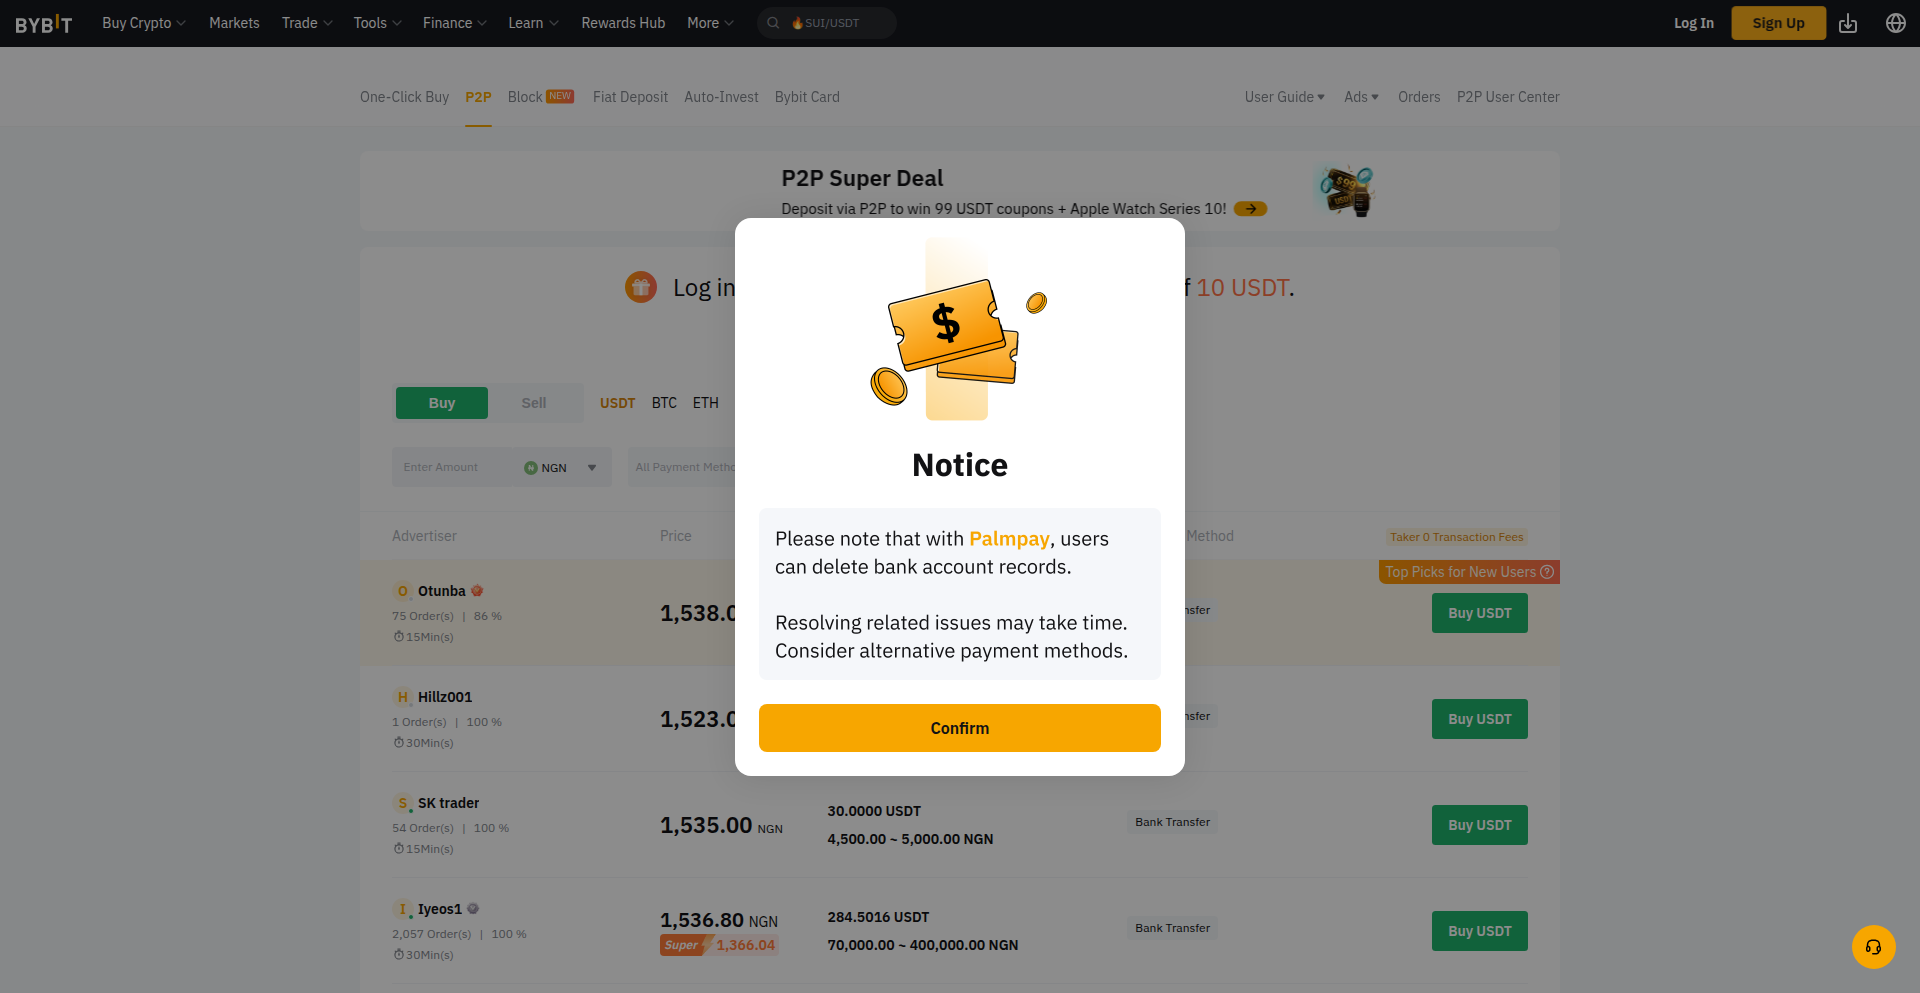 BYBIT Buy Crypto Markets Trade Tools Finance Learn Rewards Hub More SUI/USDT Log In Sign Up
One-Click Buy P2P Block NEW Fiat Deposit Auto-Invest Bybit Card User Guide Ads Orders P2P User Center
P2P Super Deal
Deposit via P2P to win 99 USDT coupons + Apple Watch Series 10!
Log in 10 USDT.
$
Buy Sell USDT BTC ETH
Enter Amount NGN All Payment
Notice
Please note that with Palmpay, users
can delete bank account records.
Resolving related issues may take time.
Consider alternative payment methods.
Confirm
Advertiser Price Method Taker 0 Transaction Fees
Top Picks for New Users
O Otunba
75 Order(s) | 86 %
15Min(s)
1,538.0
Buy USDT
H Hillz001
1 Order(s) | 100 %
30Min(s)
1,523.0
Buy USDT
S SK trader
54 Order(s) | 100 %
15Min(s)
1,535.00 NGN
30.0000 USDT
4,500.00 ~ 5,000.00 NGN
Bank Transfer
Buy USDT
I Iyeos1
2,057 Order(s) | 100 %
30Min(s)
1,536.80 NGN
Super 1,366.04
284.5016 USDT
70,000.00 ~ 400,000.00 NGN
Bank Transfer
Buy USDT